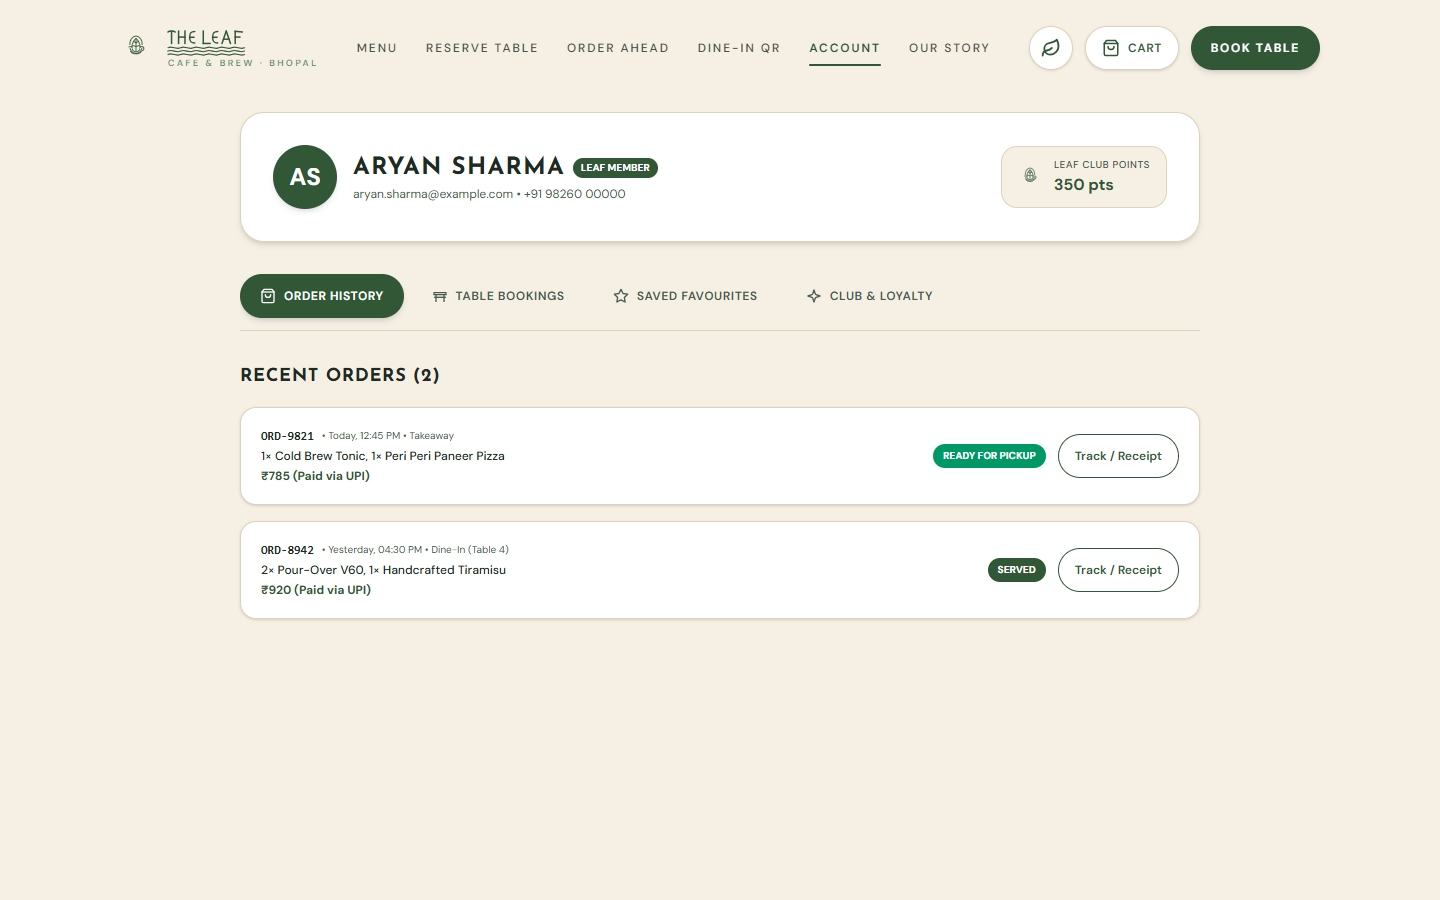 THE LEAF
CAFE & BREW · BHOPAL
MENU
RESERVE TABLE
ORDER AHEAD
DINE-IN QR
ACCOUNT
OUR STORY
CART
BOOK TABLE
AS
ARYAN SHARMA
LEAF MEMBER
aryan.sharma@example.com • +91 98260 00000
LEAF CLUB POINTS
350 pts
ORDER HISTORY
TABLE BOOKINGS
SAVED FAVOURITES
CLUB & LOYALTY
RECENT ORDERS (2)
ORD-9821 • Today, 12:45 PM • Takeaway
1× Cold Brew Tonic, 1× Peri Peri Paneer Pizza
₹785 (Paid via UPI)
READY FOR PICKUP
Track / Receipt
ORD-8942 • Yesterday, 04:30 PM • Dine-In (Table 4)
2× Pour-Over V60, 1× Handcrafted Tiramisu
₹920 (Paid via UPI)
SERVED
Track / Receipt